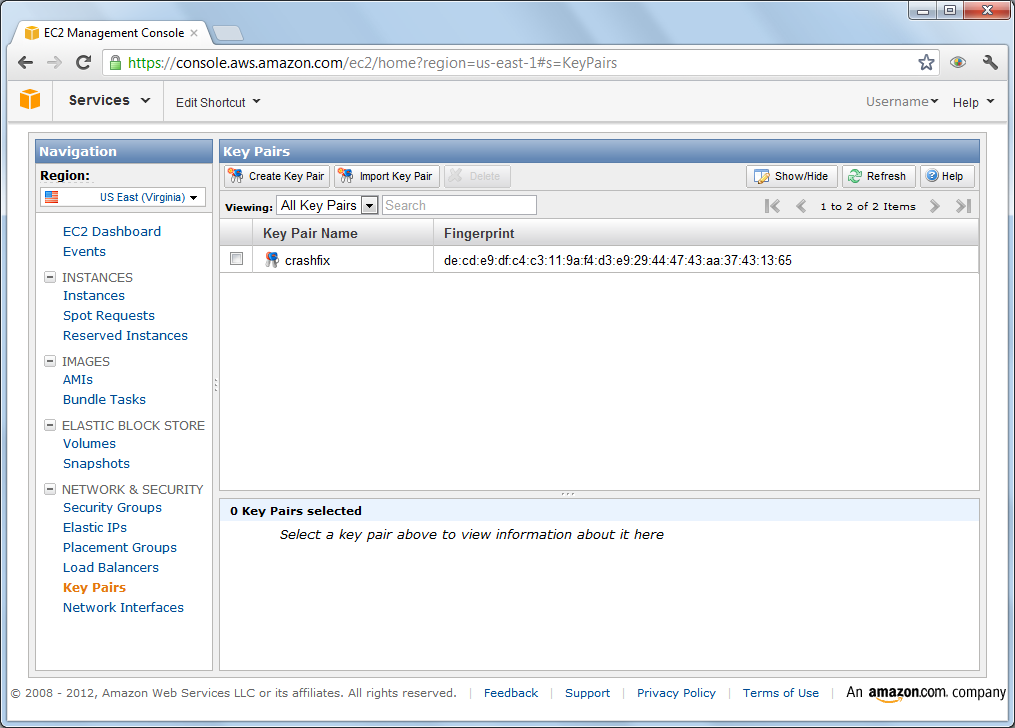 EC2 Management Console
https://console.aws.amazon.com/ec2/home?region=us-east-1#s=KeyPairs
Services Edit Shortcut Username Help
Navigation
Region:
US East (Virginia)
EC2 Dashboard
Events
INSTANCES
Instances
Spot Requests
Reserved Instances
IMAGES
AMIs
Bundle Tasks
ELASTIC BLOCK STORE
Volumes
Snapshots
NETWORK & SECURITY
Security Groups
Elastic IPs
Placement Groups
Load Balancers
Key Pairs
Network Interfaces
Key Pairs
Create Key Pair Import Key Pair Delete Show/Hide Refresh Help
Viewing: All Key Pairs Search 1 to 2 of 2 Items
Key Pair Name Fingerprint
crashfix de:cd:e9:df:c4:c3:11:9a:f4:d3:e9:29:44:47:43:aa:37:43:13:65
0 Key Pairs selected
Select a key pair above to view information about it here
© 2008 - 2012, Amazon Web Services LLC or its affiliates. All rights reserved. | Feedback | Support | Privacy Policy | Terms of Use | An amazon.com. company